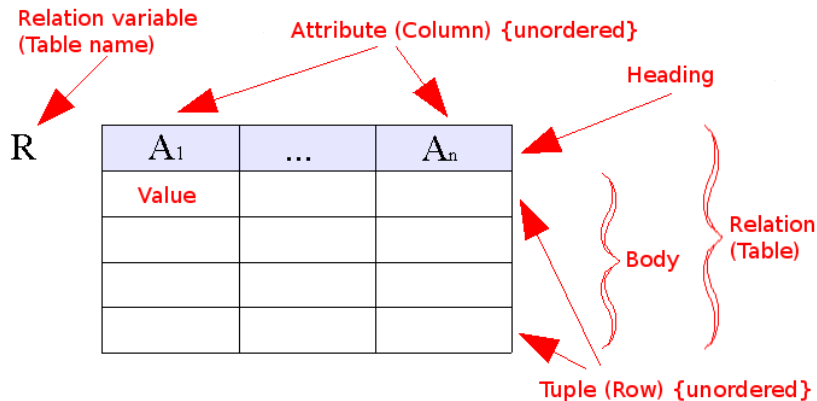 Relation variable
(Table name)
Attribute (Column) {unordered}
Heading
R
A1
...
An
Value
Body
Relation
(Table)
Tuple (Row) {unordered}